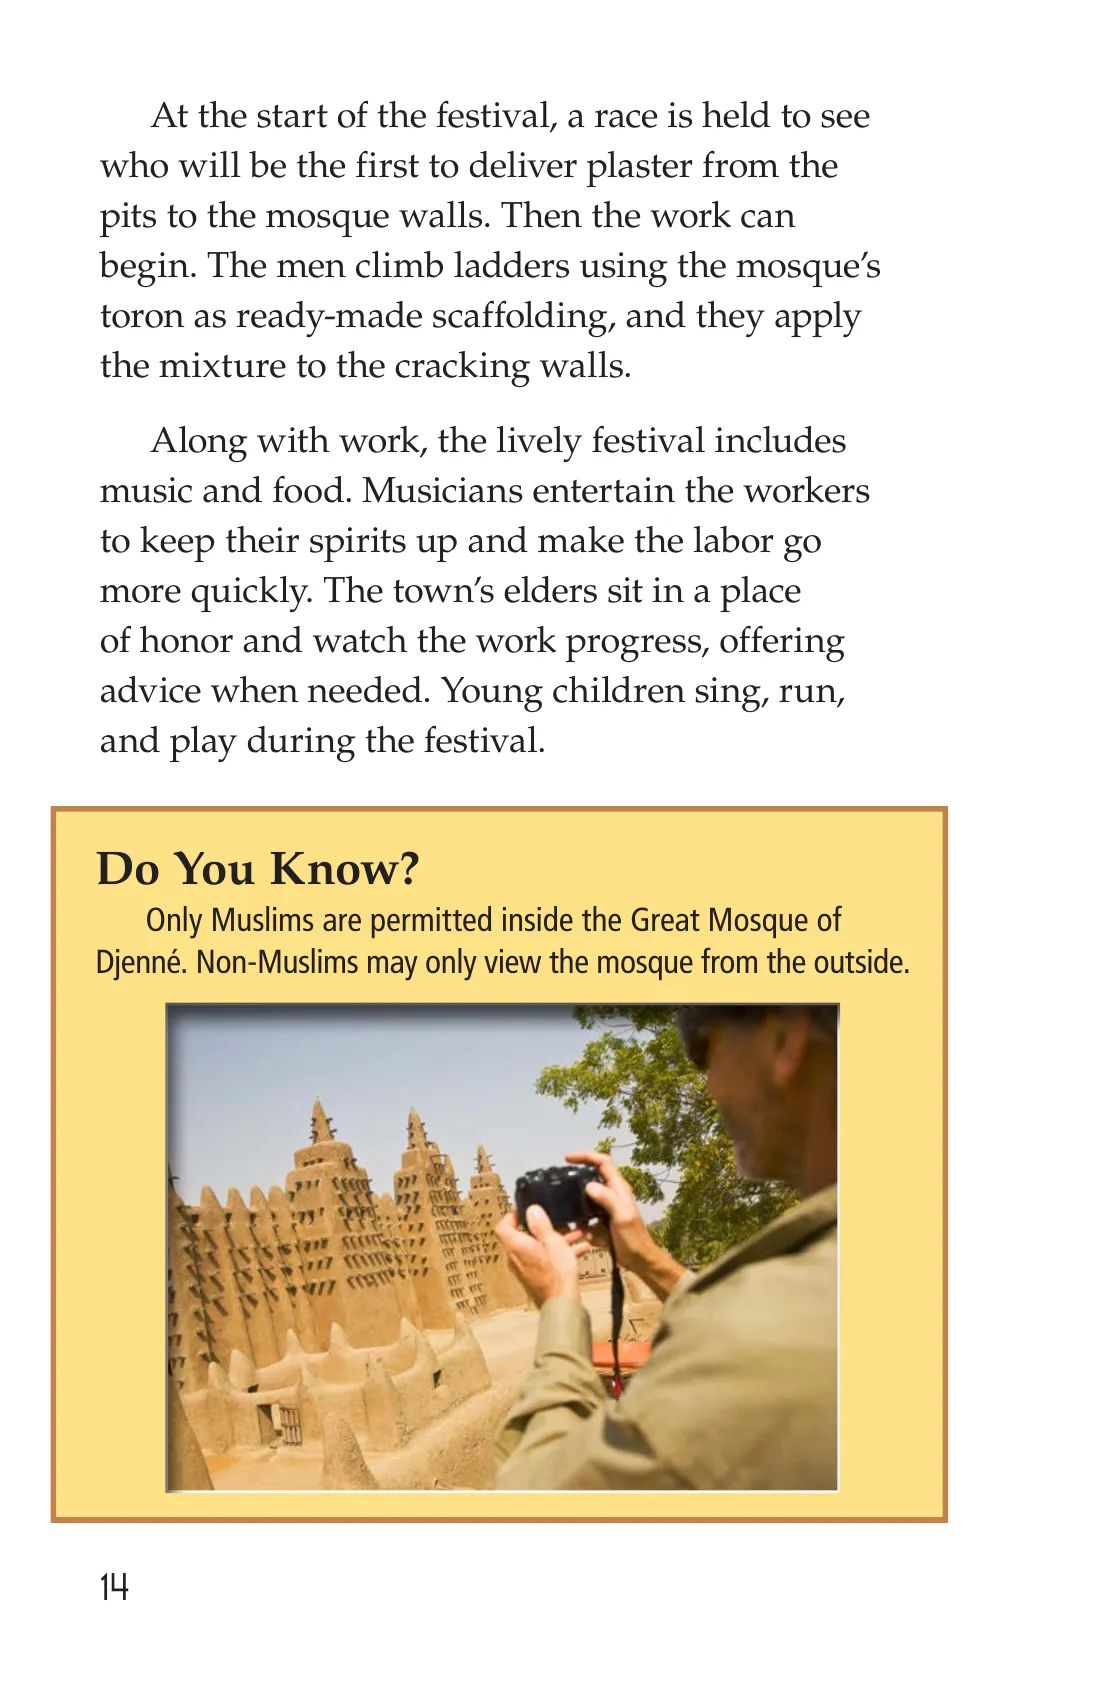 At the start of the festival, a race is held to see
who will be the first to deliver plaster from the
pits to the mosque walls. Then the work can
begin. The men climb ladders using the mosque’s
toron as ready-made scaffolding, and they apply
the mixture to the cracking walls.
Along with work, the lively festival includes
music and food. Musicians entertain the workers
to keep their spirits up and make the labor go
more quickly. The town’s elders sit in a place
of honor and watch the work progress, offering
advice when needed. Young children sing, run,
and play during the festival.
Do You Know?
Only Muslims are permitted inside the Great Mosque of
Djenné. Non-Muslims may only view the mosque from the outside.
14